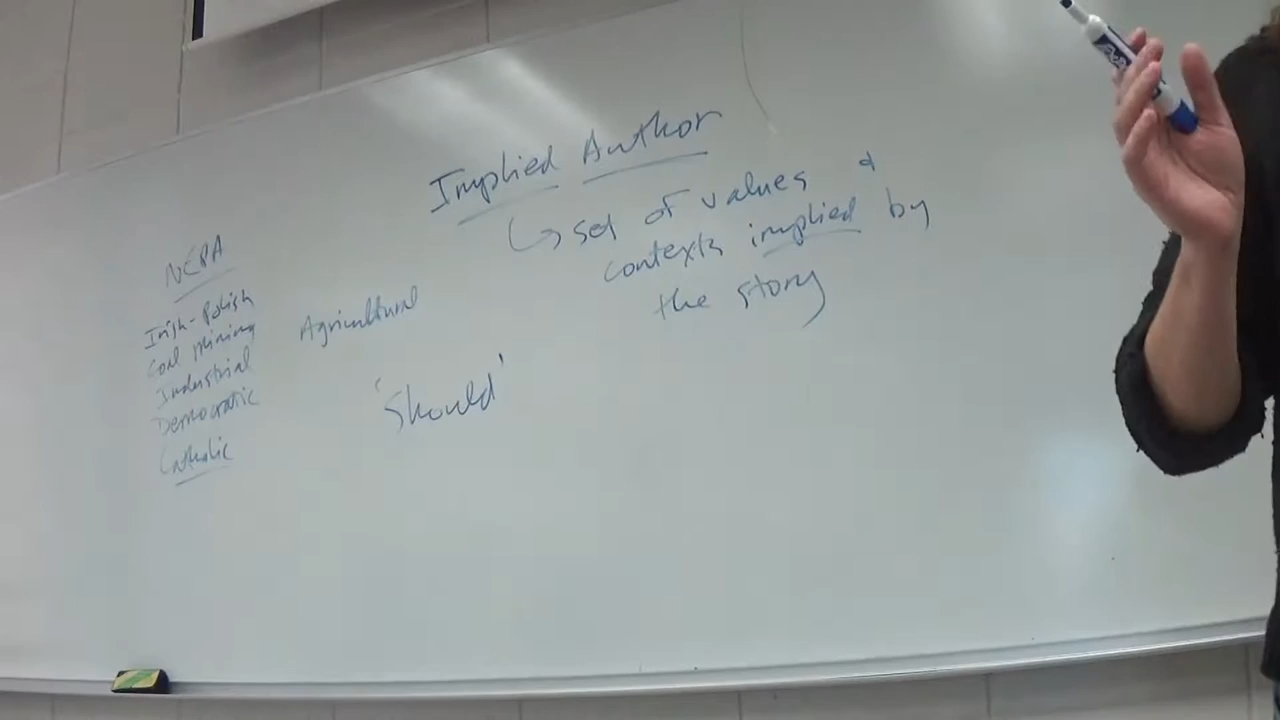 Implied Author
↳ set of values &
contexts implied by
the story
NEPA
Irish-Polish
Coal Mining
Industrial
Democratic
Catholic
Agricultural
'Should'
EXPO